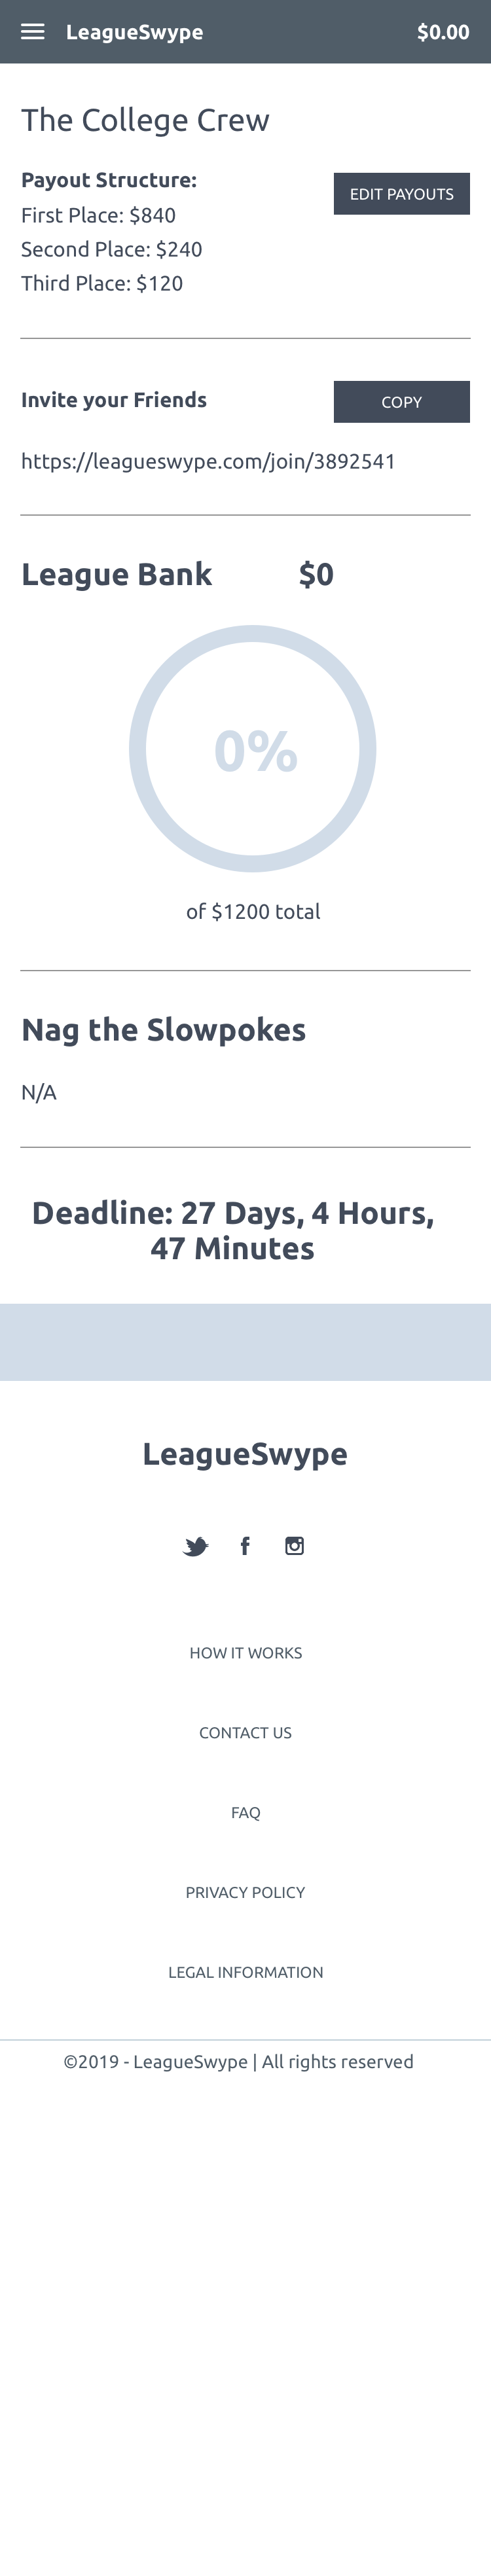 LeagueSwype $0.00
The College Crew
Payout Structure:
EDIT PAYOUTS
First Place: $840
Second Place: $240
Third Place: $120
Invite your Friends
COPY
https://leagueswype.com/join/3892541
League Bank $0
0%
of $1200 total
Nag the Slowpokes
N/A
Deadline: 27 Days, 4 Hours,
47 Minutes
LeagueSwype
HOW IT WORKS
CONTACT US
FAQ
PRIVACY POLICY
LEGAL INFORMATION
©2019 - LeagueSwype | All rights reserved